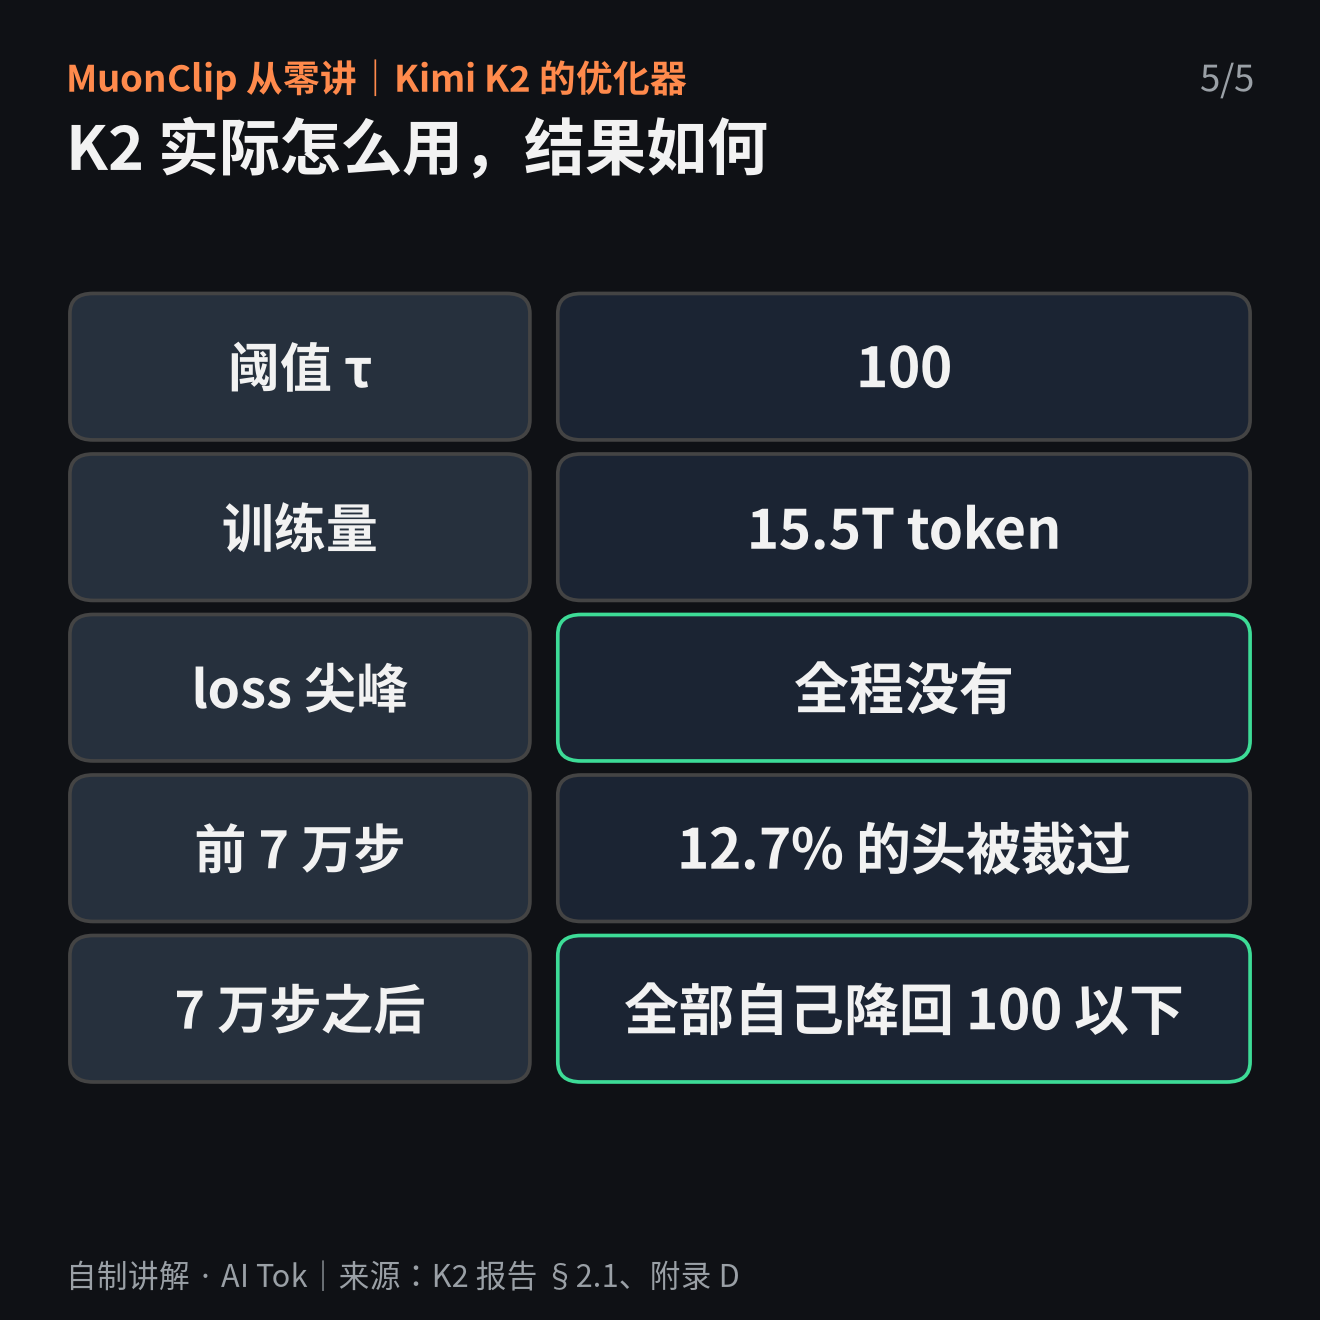 MuonClip 从零讲｜Kimi K2 的优化器
5/5
K2 实际怎么用，结果如何
阈值 τ
100
训练量
15.5T token
loss 尖峰
全程没有
前 7 万步
12.7% 的头被裁过
7 万步之后
全部自己降回 100 以下
自制讲解 · AI Tok｜来源：K2 报告 §2.1、附录 D